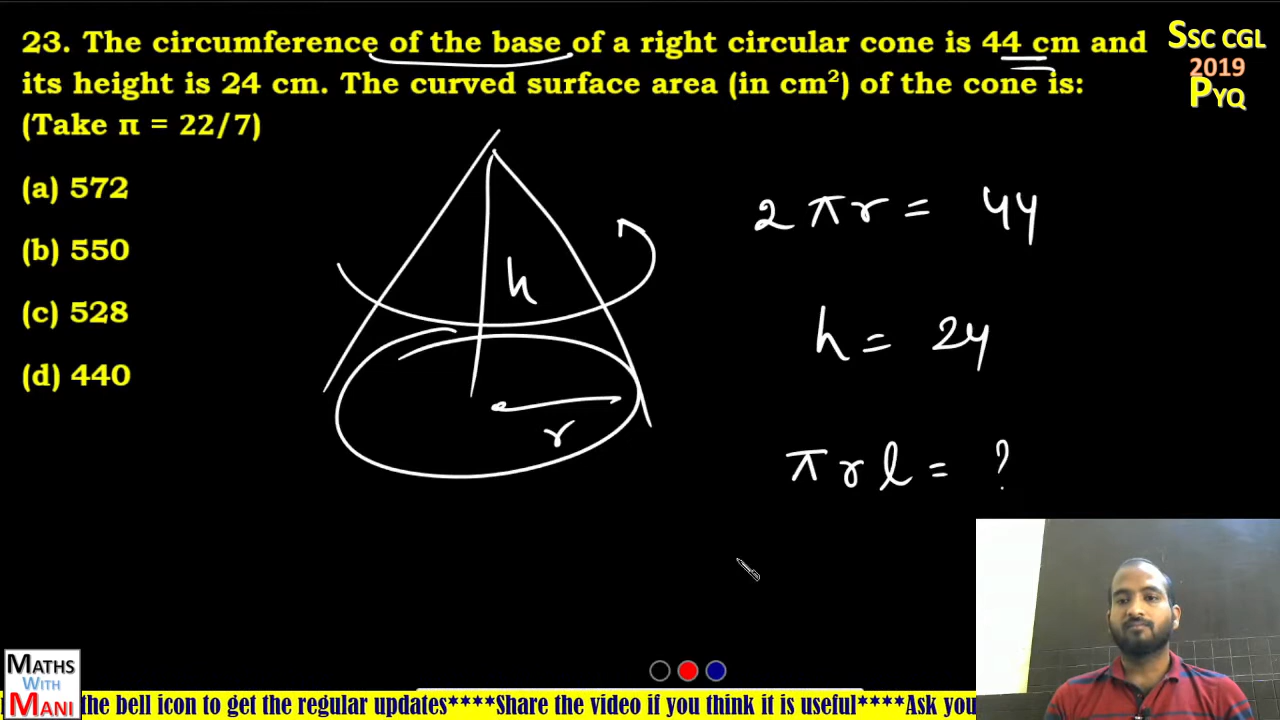 23. The circumference of the base of a right circular cone is 44 cm and
its height is 24 cm. The curved surface area (in cm²) of the cone is:
(Take π = 22/7)
SSC CGL
2019
PYQ
(a) 572
(b) 550
(c) 528
(d) 440
h
r
2πr = 44
h = 24
πrl = ?
MATHS
WITH
MANI
the bell icon to get the regular updates****Share the video if you think it is useful****Ask you